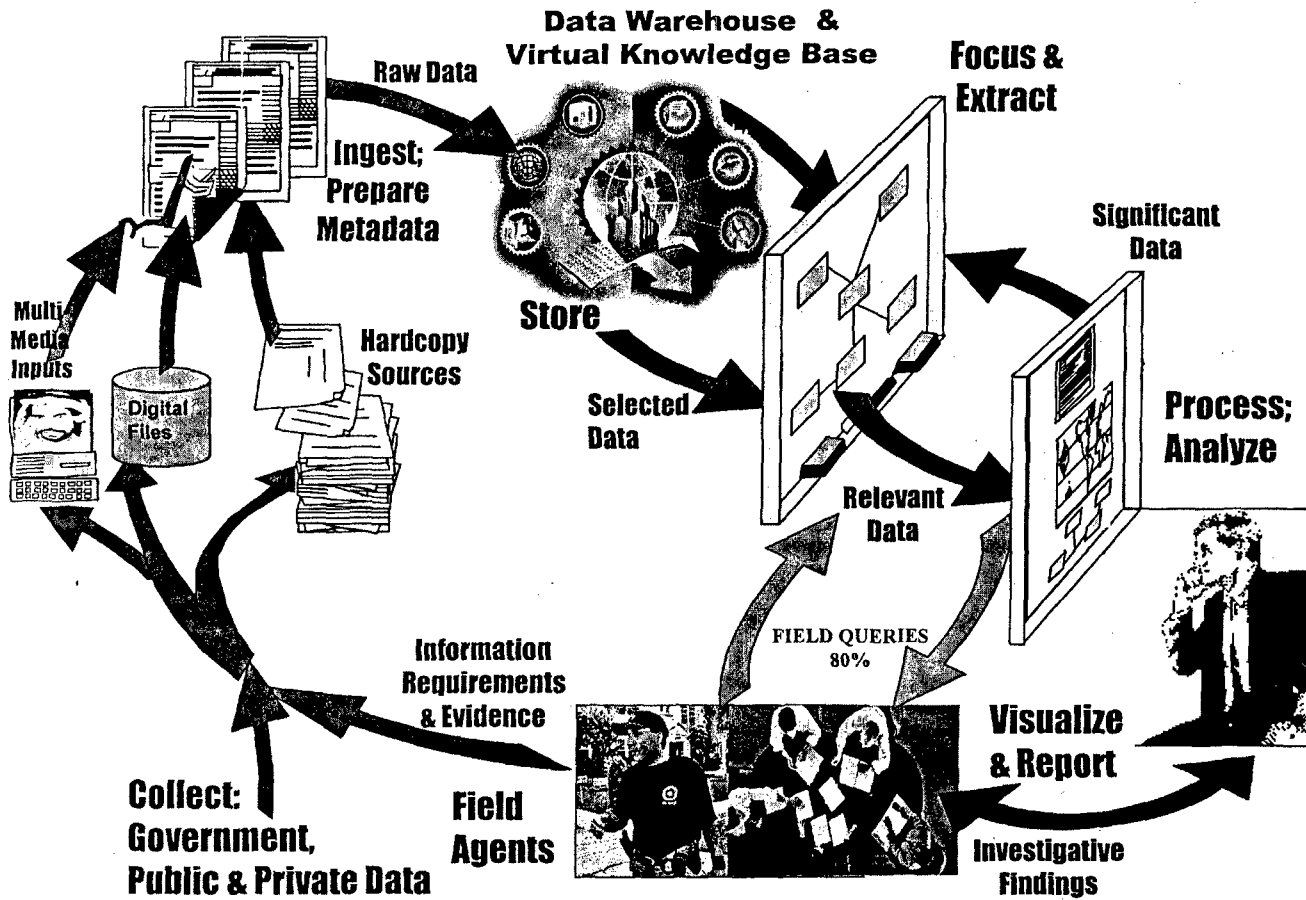 Data Warehouse &
Virtual Knowledge Base
Raw Data
Focus &
Extract
Ingest;
Prepare
Metadata
Significant
Data
Store
Multi-
Media
Inputs
Hardcopy
Sources
Digital
Files
Selected
Data
Process;
Analyze
Relevant
Data
FIELD QUERIES
80%
Information
Requirements
& Evidence
Visualize
& Report
Collect:
Government,
Public & Private Data
Field
Agents
Investigative
Findings